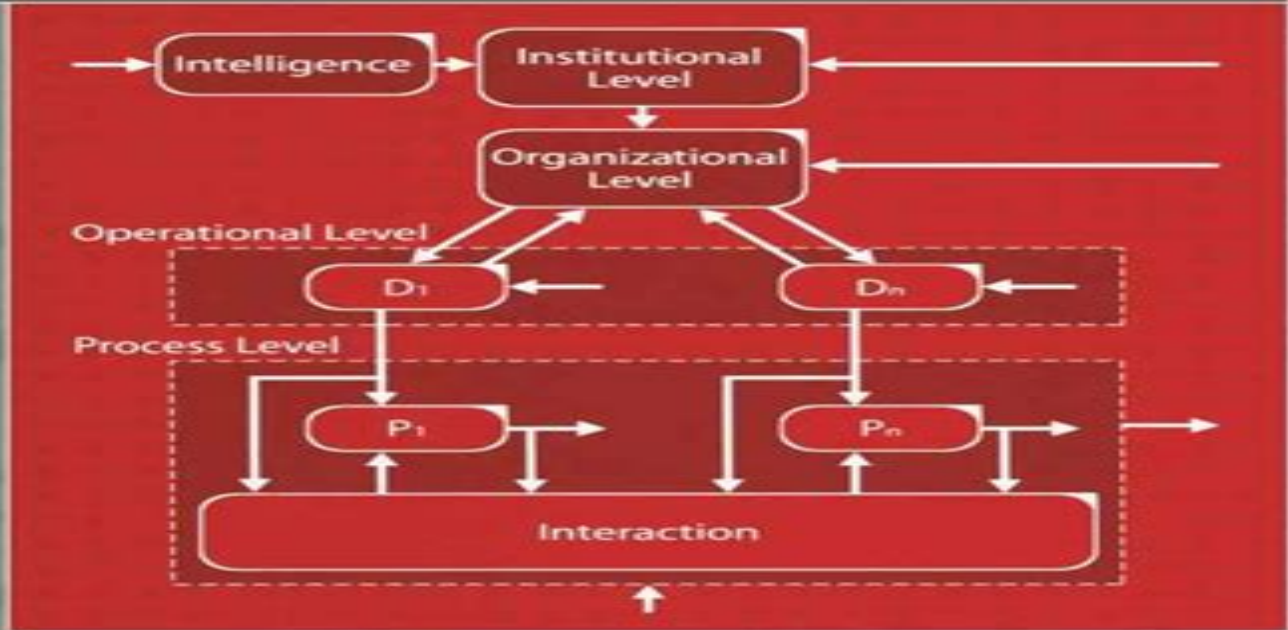 Intelligence
Institutional
Level
Organizational
Level
Operational Level
D₁
Dₙ
Process Level
P₁
Pₙ
Interaction